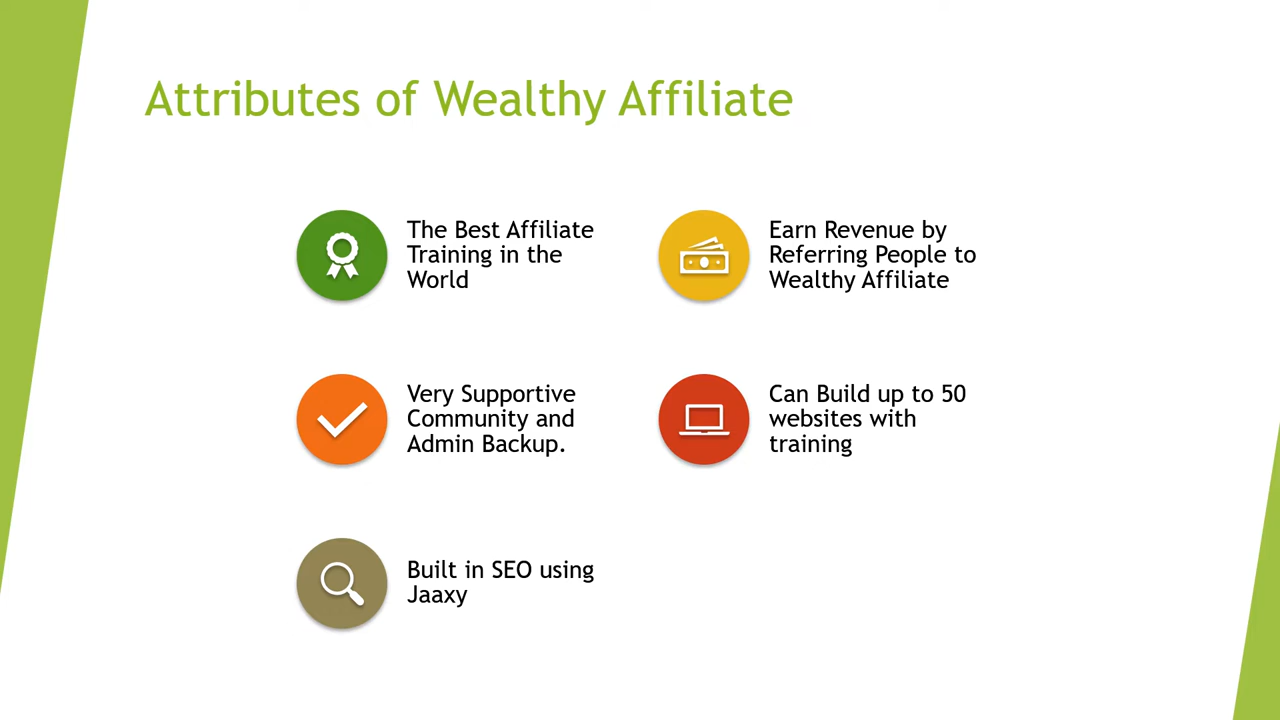 Attributes of Wealthy Affiliate
The Best Affiliate
Training in the
World
Earn Revenue by
Referring People to
Wealthy Affiliate
Very Supportive
Community and
Admin Backup.
Can Build up to 50
websites with
training
Built in SEO using
Jaaxy